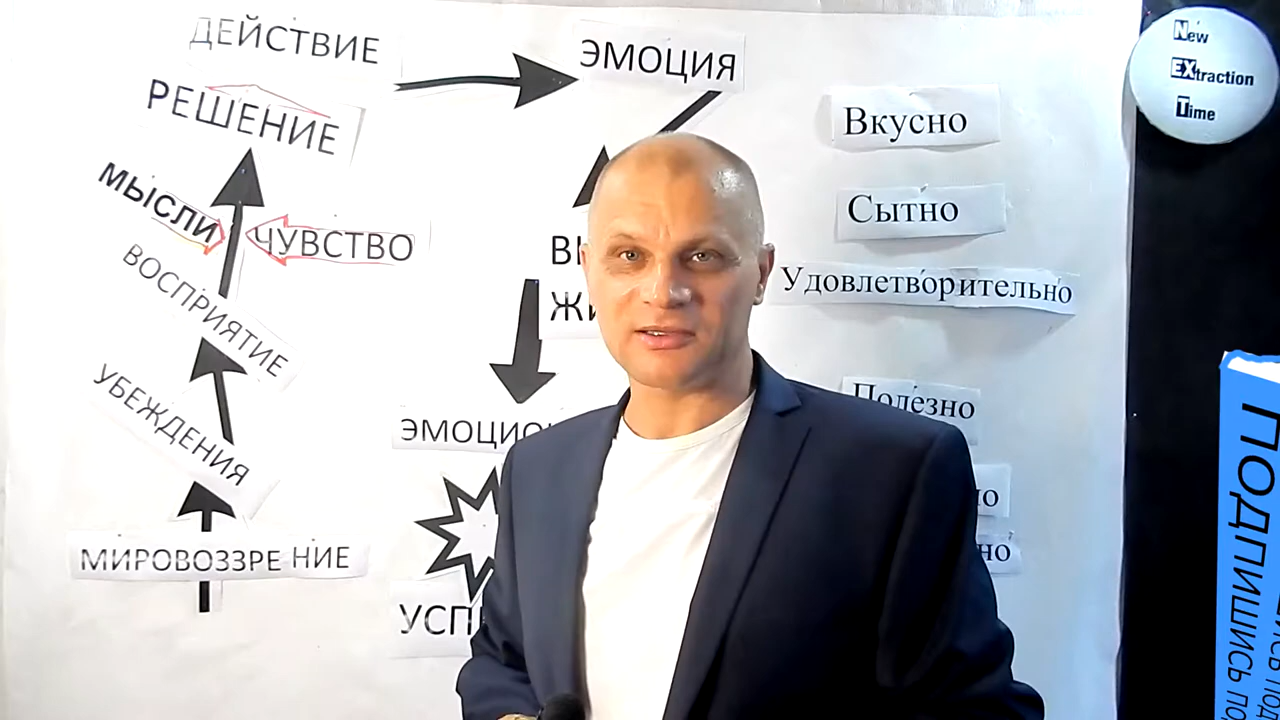 ДЕЙСТВИЕ
РЕШЕНИЕ
МЫСЛИ
ЧУВСТВО
ВОСПРИЯТИЕ
УБЕЖДЕНИЯ
МИРОВОЗЗРЕ НИЕ
ЭМОЦИЯ
Вкусно
Сытно
Удовлетворительно
Полезно
New
EXtraction
Time
ПОДПИШИСЬ